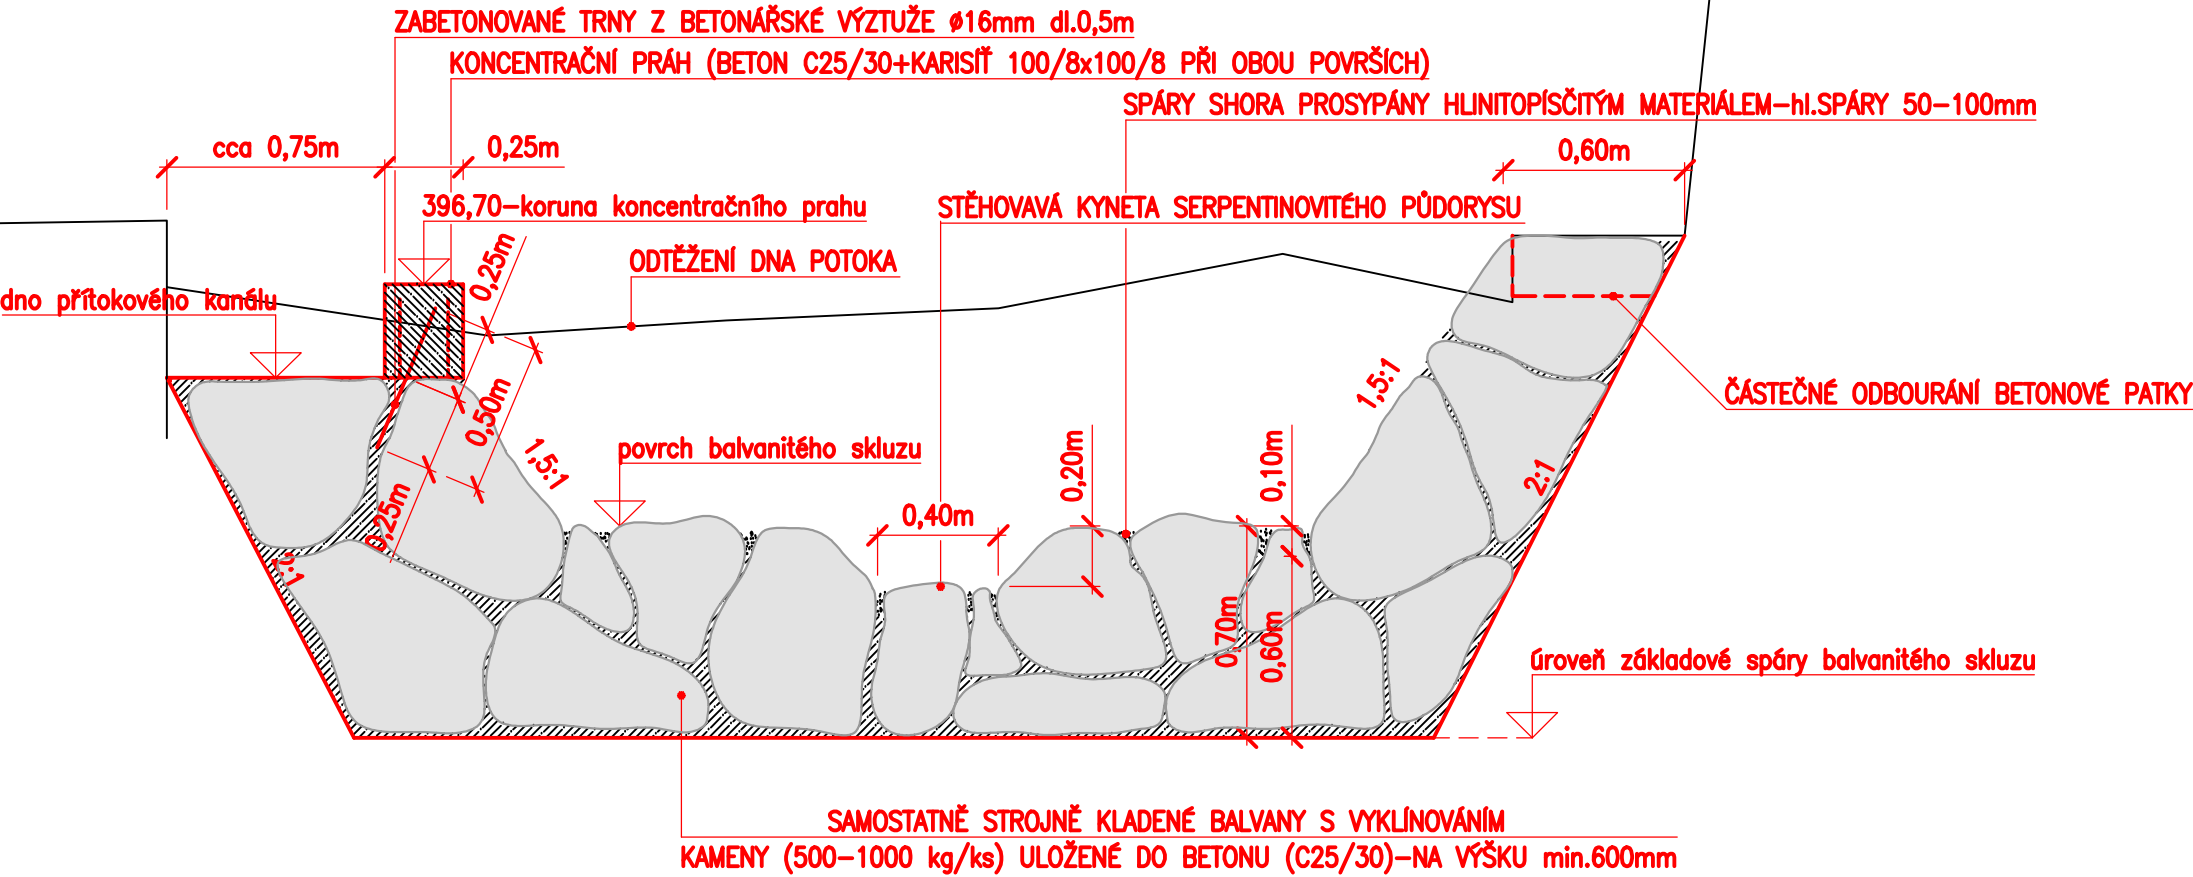 ZABETONOVANÉ TRNY Z BETONÁŘSKÉ VÝZTUŽE ø16mm dl.0,5m
KONCENTRAČNÍ PRÁH (BETON C25/30+KARISÍŤ 100/8x100/8 PŘI OBOU POVRŠÍCH)
SPÁRY SHORA PROSYPÁNY HLINITOPÍSČITÝM MATERIÁLEM-hl.SPÁRY 50-100mm
cca 0,75m
0,25m
0,60m
396,70-koruna koncentračního prahu
STĚHOVAVÁ KYNETA SERPENTINOVITÉHO PŮDORYSU
0,25m
ODTĚŽENÍ DNA POTOKA
dno přítokového kanálu
ČÁSTEČNÉ ODBOURÁNÍ BETONOVÉ PATKY
0,50m
1,5:1
1,5:1
povrch balvanitého skluzu
0,20m
0,10m
2:1
0,25m
0,40m
0,70m
0,60m
úroveň základové spáry balvanitého skluzu
SAMOSTATNĚ STROJNĚ KLADENÉ BALVANY S VYKLÍNOVÁNÍM
KAMENY (500-1000 kg/ks) ULOŽENÉ DO BETONU (C25/30)-NA VÝŠKU min.600mm